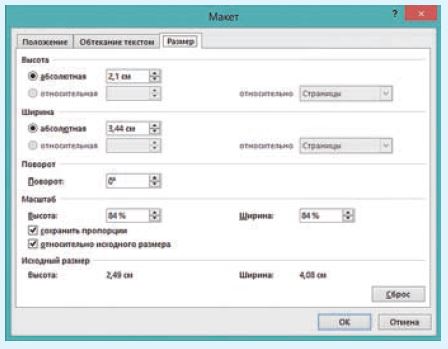 Макет
? ×
Положение Обтекание текстом Размер
Высота
абсолютная 2,1 см
относительная относительно Страницы
Ширина
абсолютная 3,44 см
относительная относительно Страницы
Поворот
Поворот: 0°
Масштаб
Высота: 84 % Ширина: 84 %
сохранить пропорции
относительно исходного размера
Исходный размер
Высота: 2,49 см Ширина: 4,08 см
Сброс
ОК Отмена